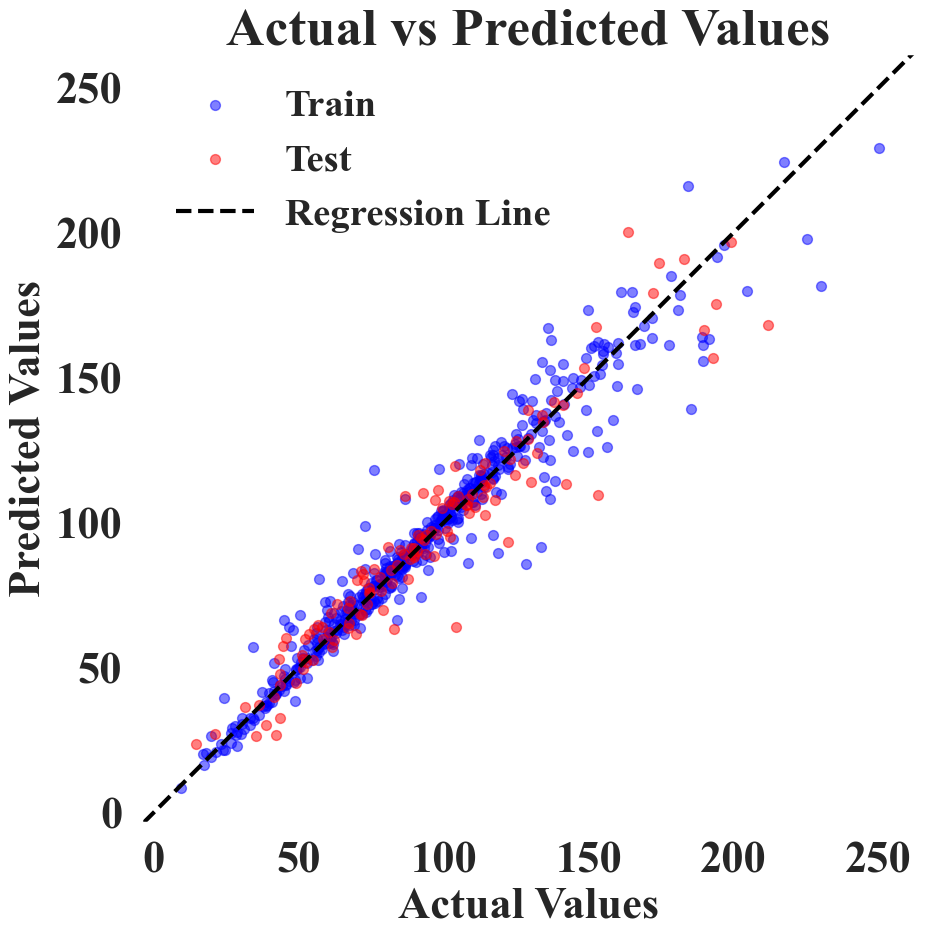 Actual vs Predicted Values
250
Train
Test
Regression Line
200
150
100
50
0
Predicted Values
0 50 100 150 200 250
Actual Values